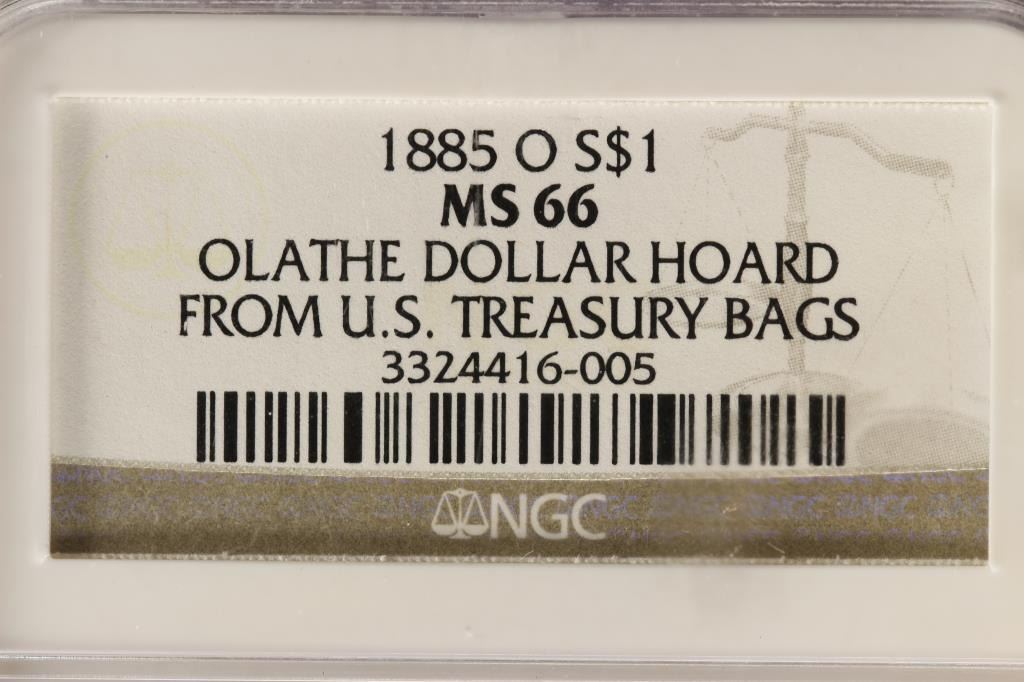 1885 O S$1
MS 66
OLATHE DOLLAR HOARD
FROM U.S. TREASURY BAGS
3324416-005
NGC